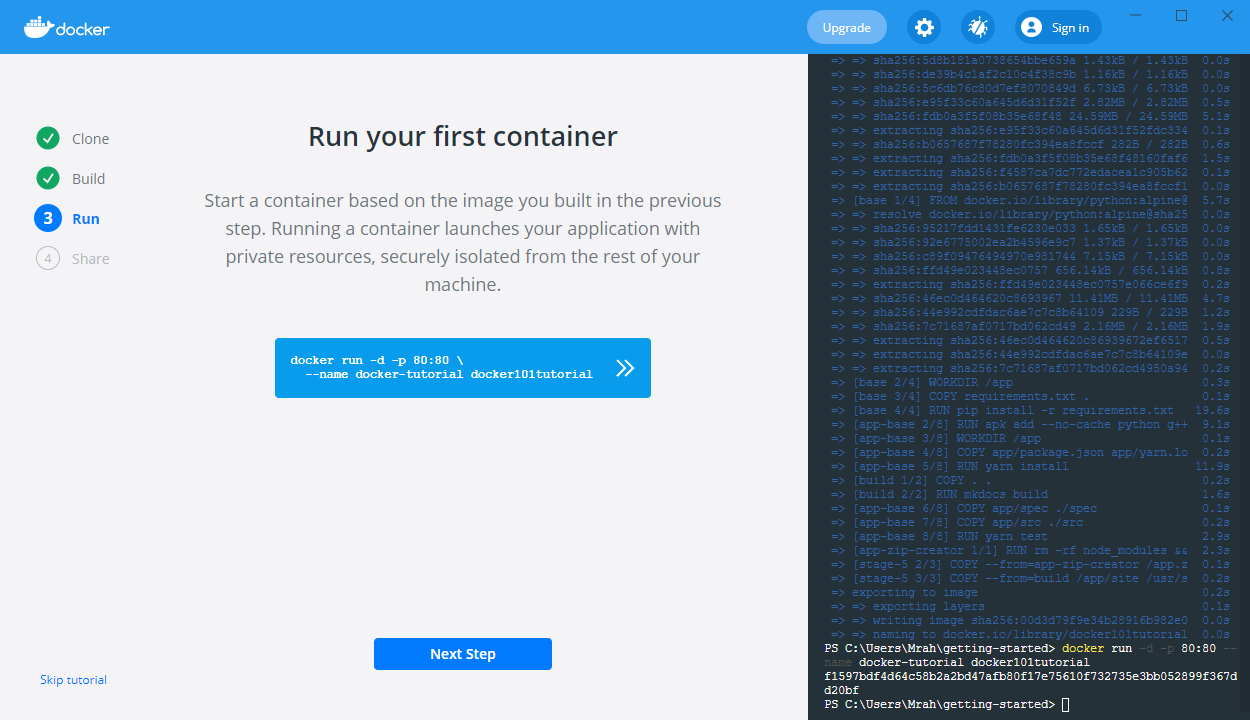 docker
Upgrade
Sign in
Clone
Build
3 Run
4 Share
Run your first container
Start a container based on the image you built in the previous
step. Running a container launches your application with
private resources, securely isolated from the rest of your
machine.
docker run -d -p 80:80 \
--name docker-tutorial docker101tutorial
Next Step
Skip tutorial
=> => sha256:5d8b181a0738654bbe659a 1.43kB / 1.43kB 0.0s
=> => sha256:de39b4c1af2c10c4f38c9b 1.16kB / 1.16kB 0.0s
=> => sha256:5c6db76c80d7ef8070849d 6.73kB / 6.73kB 0.0s
=> => sha256:e95f33c60a645d6d31f52f 2.82MB / 2.82MB 0.5s
=> => sha256:fdb0a3f5f08b35e68f48 24.59MB / 24.59MB 5.1s
=> => extracting sha256:e95f33c60a645d6d31f52fdc334 0.1s
=> => sha256:b0657687f78280fc394ea8fccf 282B / 282B 0.6s
=> => extracting sha256:fdb0a3f5f08b35e68f48160faf6 1.5s
=> => extracting sha256:f4587ca7dc772edacea1c905b62 0.1s
=> => extracting sha256:b0657687f78280fc394ea8fccf1 0.0s
=> [base 1/4] FROM docker.io/library/python:alpine@ 5.7s
=> => resolve docker.io/library/python:alpine@sha25 0.0s
=> => sha256:95217fdd1431fe6230e033 1.65kB / 1.65kB 0.0s
=> => sha256:92e6775002ea2b4596e9c7 1.37kB / 1.37kB 0.0s
=> => sha256:c89f09476494970e981744 7.15kB / 7.15kB 0.0s
=> => sha256:ffd49e023448ec0757 656.14kB / 656.14kB 0.8s
=> => extracting sha256:ffd49e023448ec0757e066ce6f9 0.2s
=> => sha256:46ec0d464620c8693967 11.41MB / 11.41MB 4.7s
=> => sha256:44e992cdfdac6ae7c7c8b64109 229B / 229B 1.2s
=> => sha256:7c71687af0717bd062cd49 2.16MB / 2.16MB 1.9s
=> => extracting sha256:46ec0d464620c86939672ef6517 0.5s
=> => extracting sha256:44e992cdfdac6ae7c7c8b64109e 0.0s
=> => extracting sha256:7c71687af0717bd062cd4950a94 0.2s
=> [base 2/4] WORKDIR /app 0.3s
=> [base 3/4] COPY requirements.txt . 0.1s
=> [base 4/4] RUN pip install -r requirements.txt 19.6s
=> [app-base 2/8] RUN apk add --no-cache python g++ 9.1s
=> [app-base 3/8] WORKDIR /app 0.1s
=> [app-base 4/8] COPY app/package.json app/yarn.lo 0.2s
=> [app-base 5/8] RUN yarn install 11.9s
=> [build 1/2] COPY . . 0.2s
=> [build 2/2] RUN mkdocs build 1.6s
=> [app-base 6/8] COPY app/spec ./spec 0.1s
=> [app-base 7/8] COPY app/src ./src 0.2s
=> [app-base 8/8] RUN yarn test 2.9s
=> [app-zip-creator 1/1] RUN rm -rf node_modules && 2.3s
=> [stage-5 2/3] COPY --from=app-zip-creator /app.z 0.1s
=> [stage-5 3/3] COPY --from=build /app/site /usr/s 0.2s
=> exporting to image 0.2s
=> => exporting layers 0.1s
=> => writing image sha256:00d3d79f9e34b28916b982e0 0.0s
=> => naming to docker.io/library/docker101tutorial 0.0s
PS C:\Users\Mrah\getting-started> docker run -d -p 80:80 --
name docker-tutorial docker101tutorial
f1597bdf4d64c58b2a2bd47afb80f17e75610f732735e3bb052899f367d
d20bf
PS C:\Users\Mrah\getting-started>